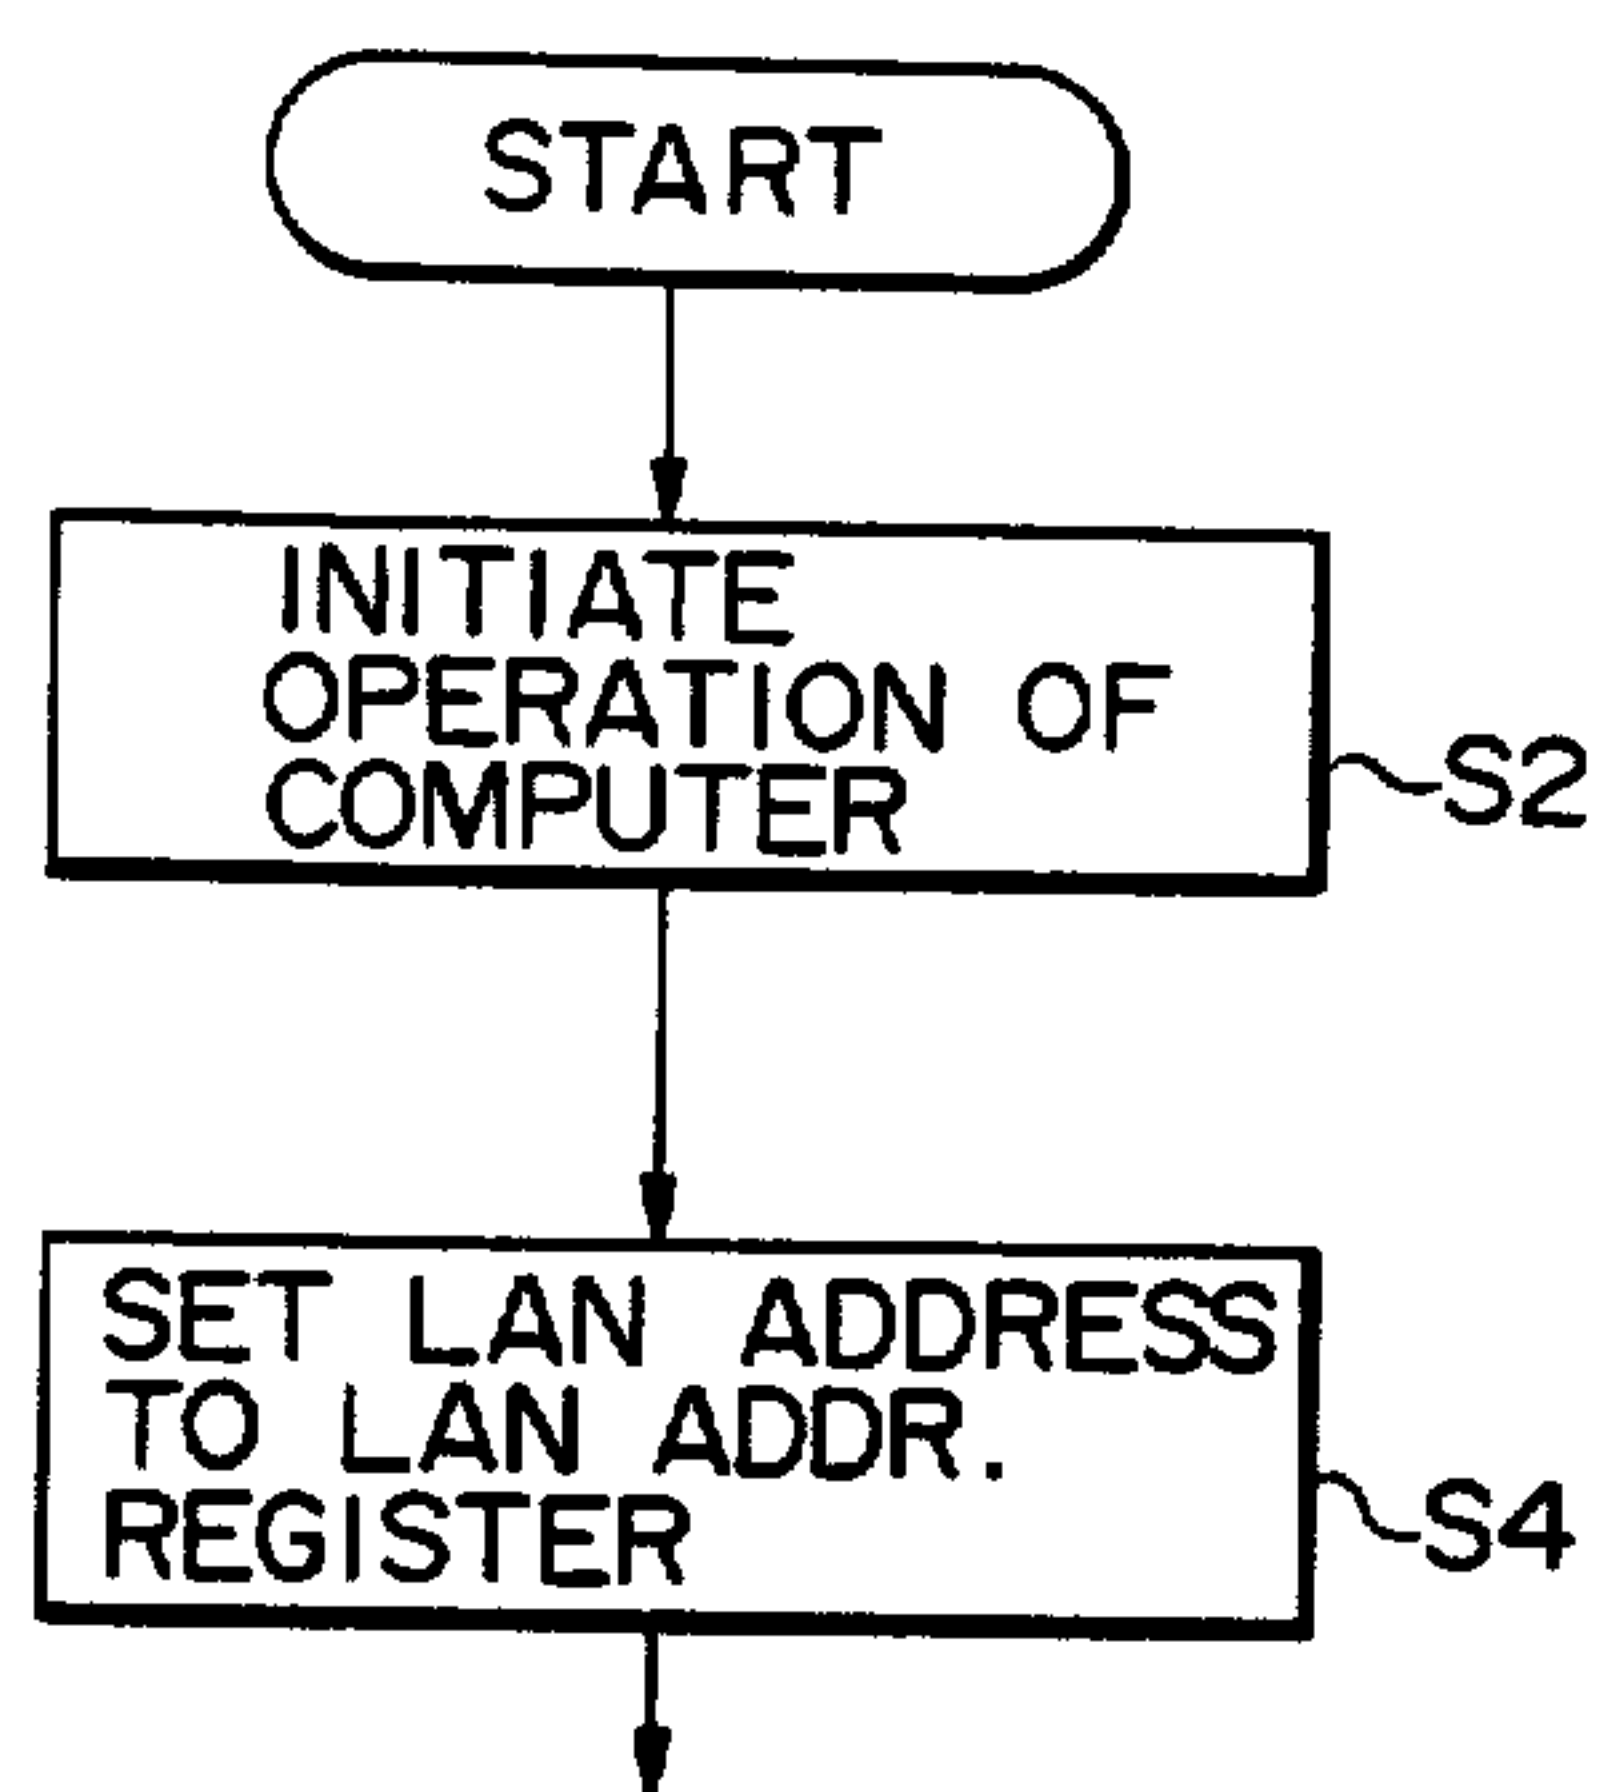 START
INITIATE
OPERATION OF
COMPUTER
S2
SET LAN ADDRESS
TO LAN ADDR.
REGISTER
S4